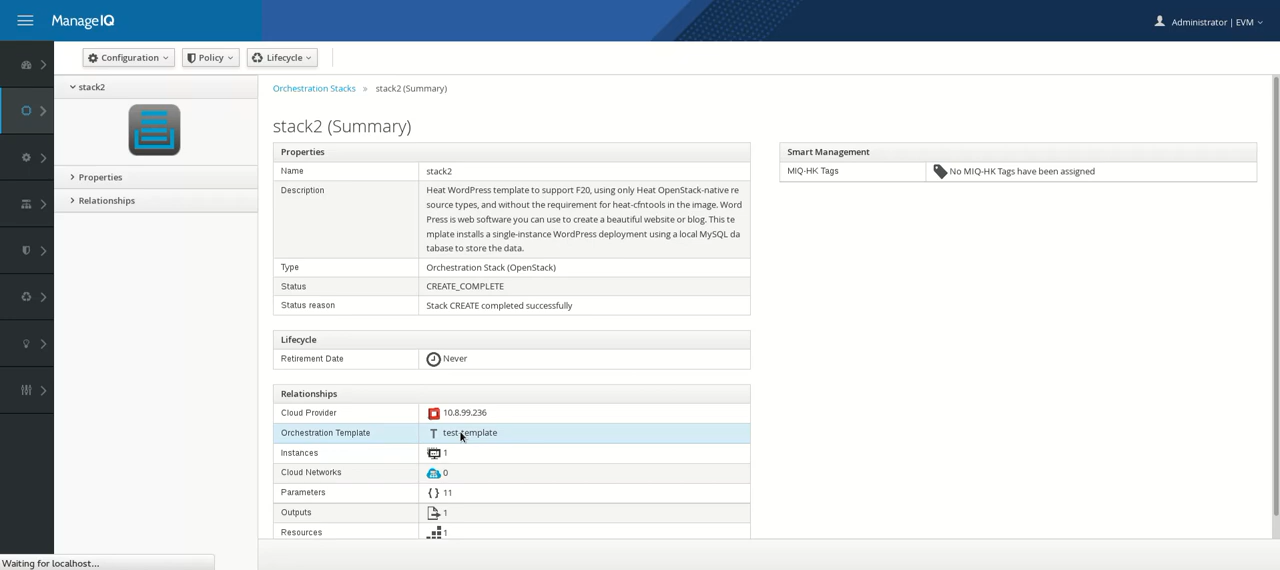 ManageIQ
Administrator | EVM
Configuration
Policy
Lifecycle
stack2
Properties
Relationships
Orchestration Stacks » stack2 (Summary)
stack2 (Summary)
Properties
Name stack2
Description Heat WordPress template to support F20, using only Heat OpenStack-native re
source types, and without the requirement for heat-cfntools in the image. Word
Press is web software you can use to create a beautiful website or blog. This te
mplate installs a single-instance WordPress deployment using a local MySQL da
tabase to store the data.
Type Orchestration Stack (OpenStack)
Status CREATE_COMPLETE
Status reason Stack CREATE completed successfully
Lifecycle
Retirement Date Never
Relationships
Cloud Provider 10.8.99.236
Orchestration Template T test template
Instances 1
Cloud Networks 0
Parameters { } 11
Outputs 1
Resources 1
Smart Management
MIQ-HK Tags No MIQ-HK Tags have been assigned
Waiting for localhost...